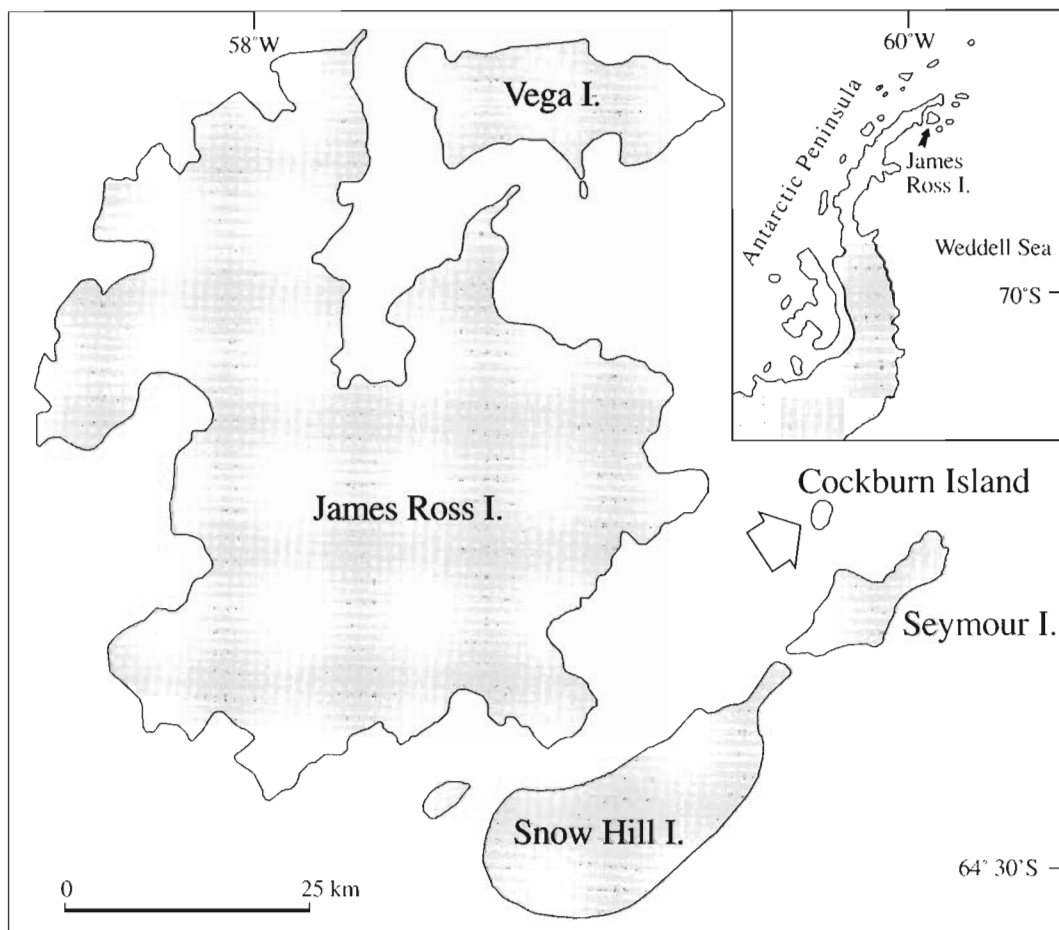 58°W
Vega I.
60°W
Antarctic Peninsula
James
Ross I.
Weddell Sea
70°S
Cockburn Island
James Ross I.
Seymour I.
Snow Hill I.
64° 30'S
0
25 km